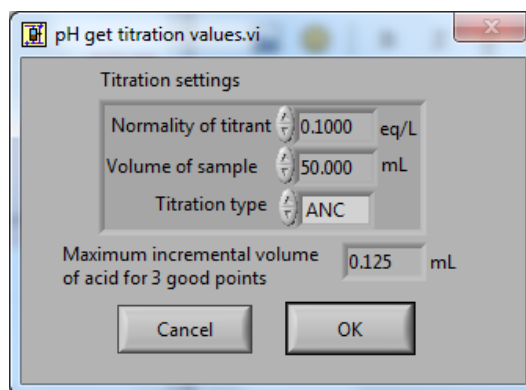 pH get titration values.vi
Titration settings
Normality of titrant 0.1000 eq/L
Volume of sample 50.000 mL
Titration type ANC
Maximum incremental volume
of acid for 3 good points 0.125 mL
Cancel OK